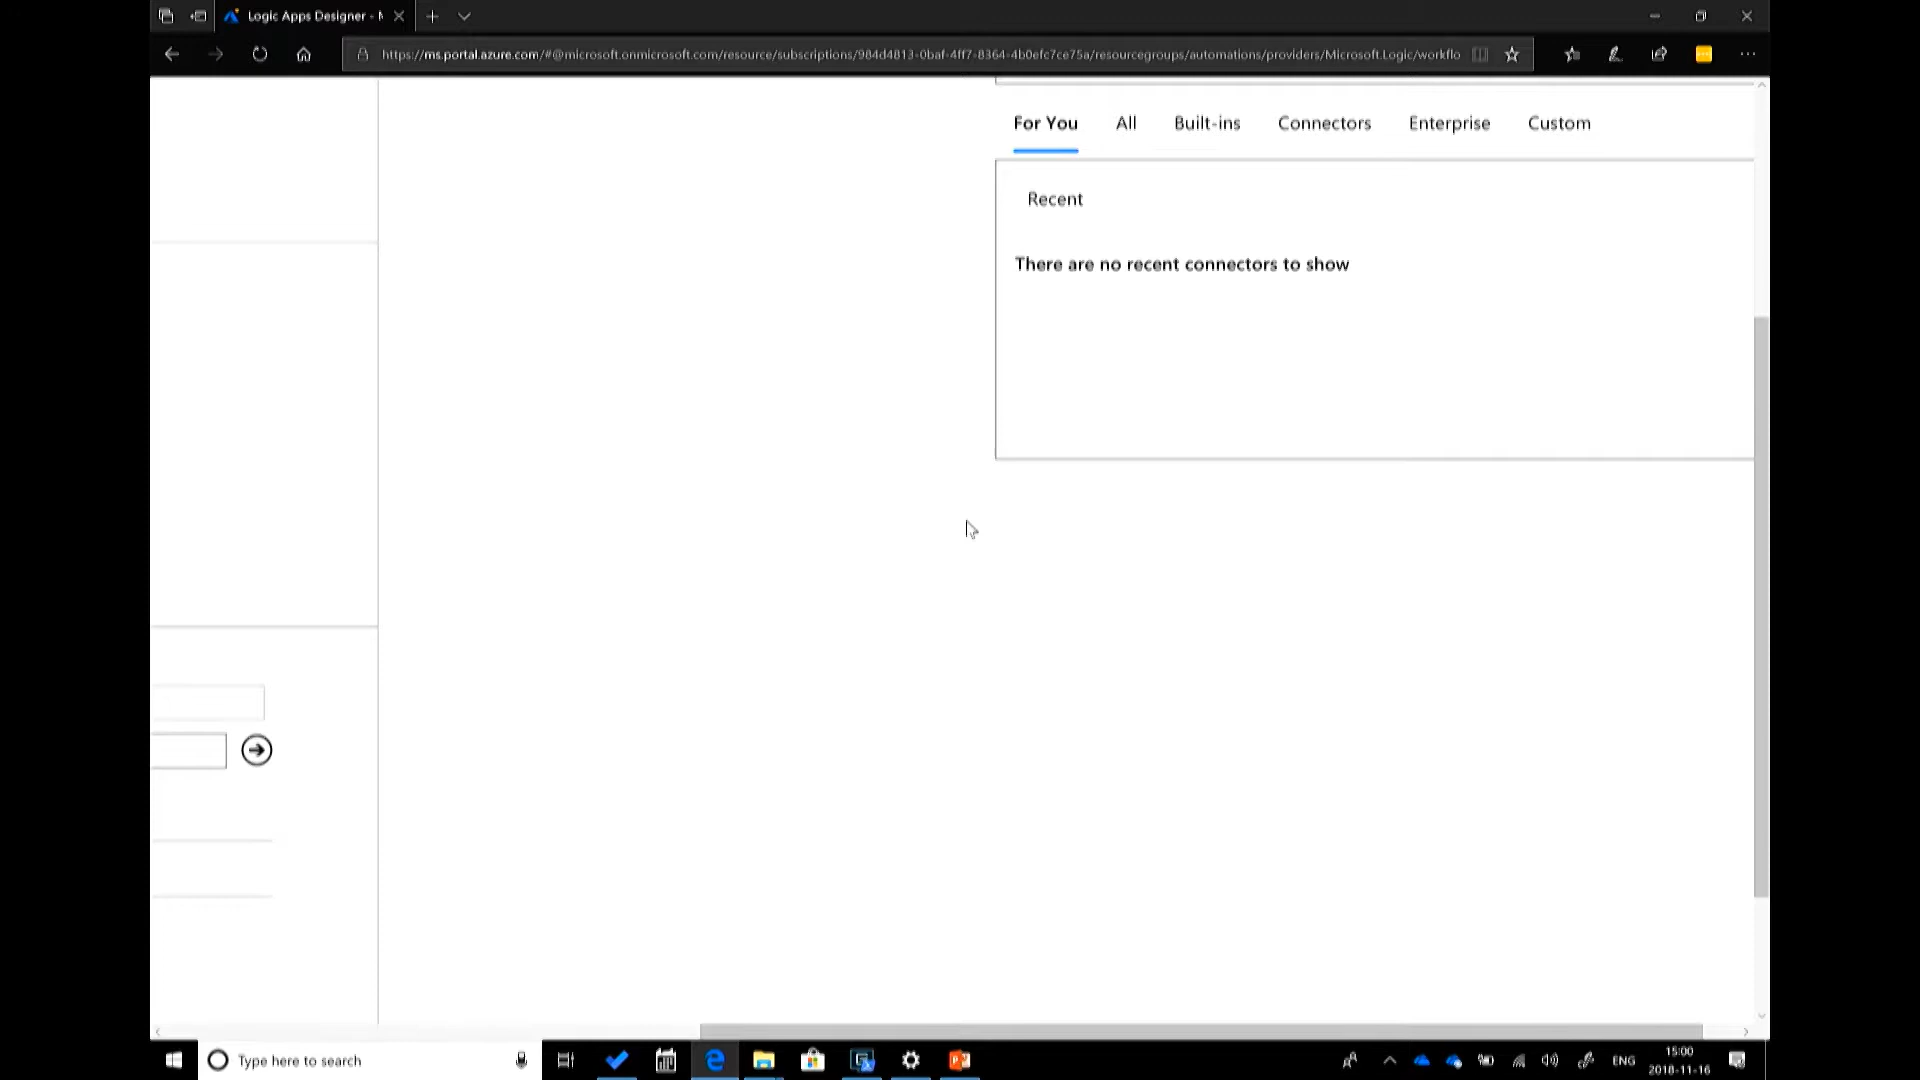 Logic Apps Designer -
https://ms.portal.azure.com/#@microsoft.onmicrosoft.com/resource/subscriptions/984d4813-0baf-4ff7-8364-4b0efc7ce75a/resourcegroups/automations/providers/Microsoft.Logic/workflo
For You All Built-ins Connectors Enterprise Custom
Recent
There are no recent connectors to show
Type here to search
ENG
15:00
2018-11-16